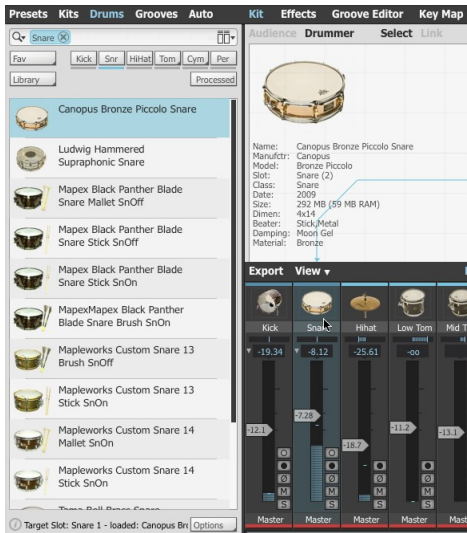 Presets Kits Drums Grooves Auto
Snare
Fav Kick Snr HiHat Tom Cym Per
Library Processed
Canopus Bronze Piccolo Snare
Ludwig Hammered
Supraphonic Snare
Mapex Black Panther Blade
Snare Mallet SnOff
Mapex Black Panther Blade
Snare Stick SnOff
Mapex Black Panther Blade
Snare Stick SnOn
MapexMapex Black Panther
Blade Snare Brush SnOn
Mapleworks Custom Snare 13
Brush SnOff
Mapleworks Custom Snare 13
Stick SnOn
Mapleworks Custom Snare 14
Mallet SnOn
Mapleworks Custom Snare 14
Stick SnOn
Target Slot: Snare 1 - loaded: Canopus Br Options
Kit Effects Groove Editor Key Map
Audience Drummer Select Link
Name: Canopus Bronze Piccolo Snare
Manufctr: Canopus
Model: Bronze Piccolo
Slot: Snare (2)
Class: Snare
Date: 2009
Size: 292 MB (59 MB RAM)
Dimen: 4x14
Beater: Stick,Metal
Damping: Moon Gel
Material: Bronze
Export View
Kick Snare Hihat Low Tom Mid T
-19.34 -8.12 -25.61 -oo
-7.28
-12.1 -11.2 -13.1
-18.7
Ø Ø Ø Ø
M M M M
S S S S
Master Master Master Master Mast